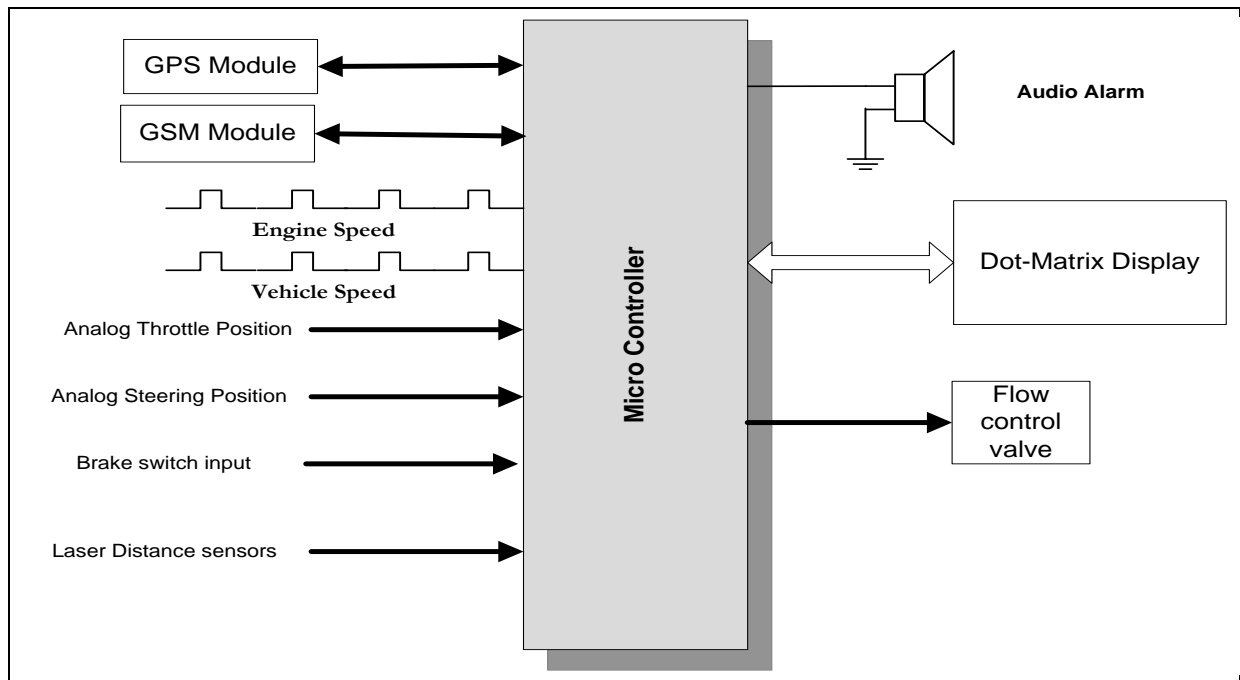 GPS Module
GSM Module
Engine Speed
Vehicle Speed
Analog Throttle Position
Analog Steering Position
Brake switch input
Laser Distance sensors
Micro Controller
Audio Alarm
Dot-Matrix Display
Flow
control
valve